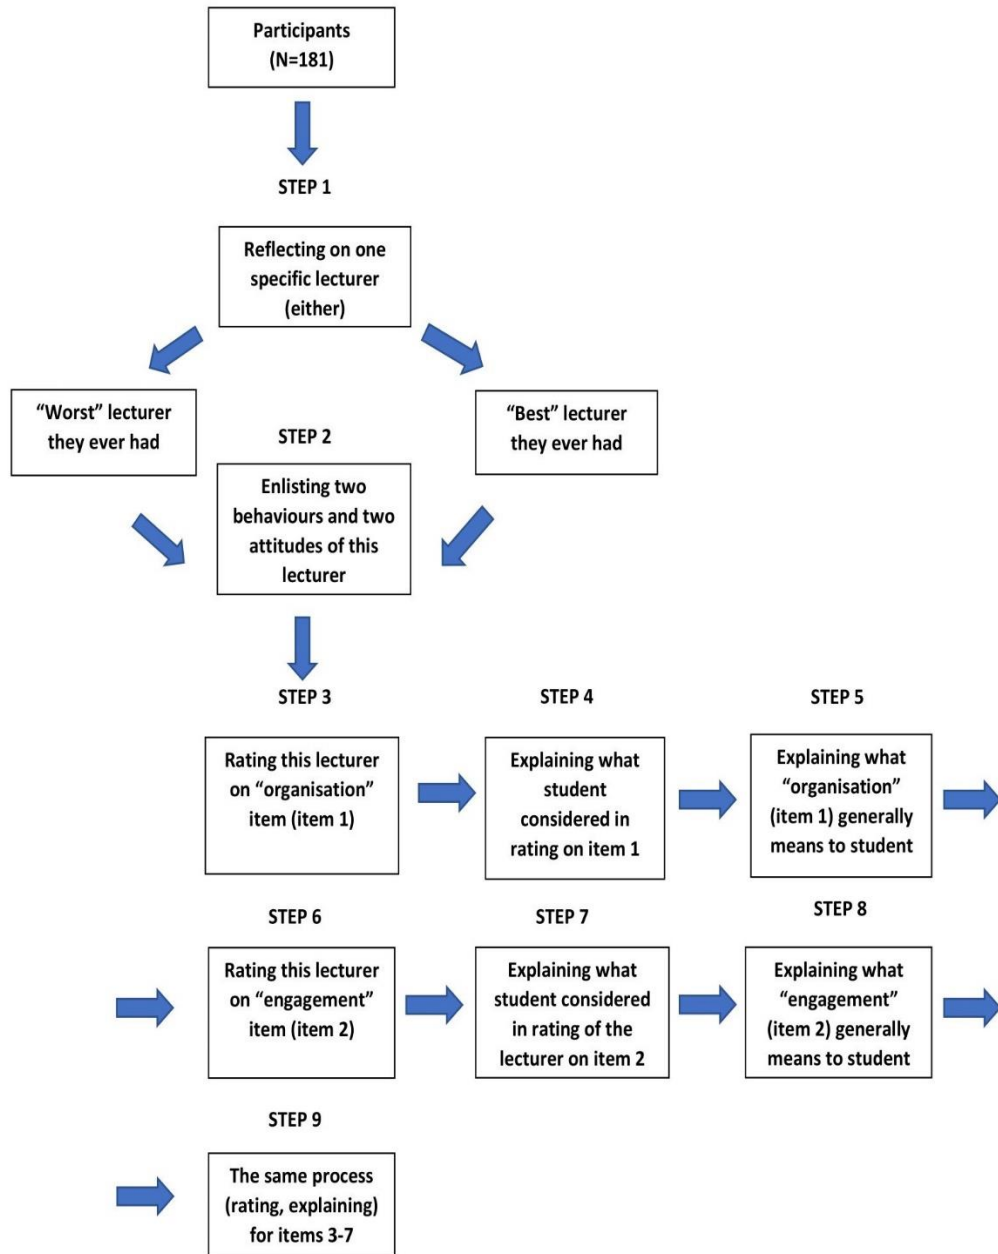 Participants
(N=181)
STEP 1
Reflecting on one
specific lecturer
(either)
“Worst” lecturer
they ever had
“Best” lecturer
they ever had
STEP 2
Enlisting two
behaviours and two
attitudes of this
lecturer
STEP 3
Rating this lecturer
on “organisation”
item (item 1)
STEP 4
Explaining what
student
considered in
rating on item 1
STEP 5
Explaining what
“organisation”
(item 1) generally
means to student
STEP 6
Rating this lecturer
on “engagement”
item (item 2)
STEP 7
Explaining what
student considered
in rating of the
lecturer on item 2
STEP 8
Explaining what
“engagement”
(item 2) generally
means to student
STEP 9
The same process
(rating, explaining)
for items 3-7